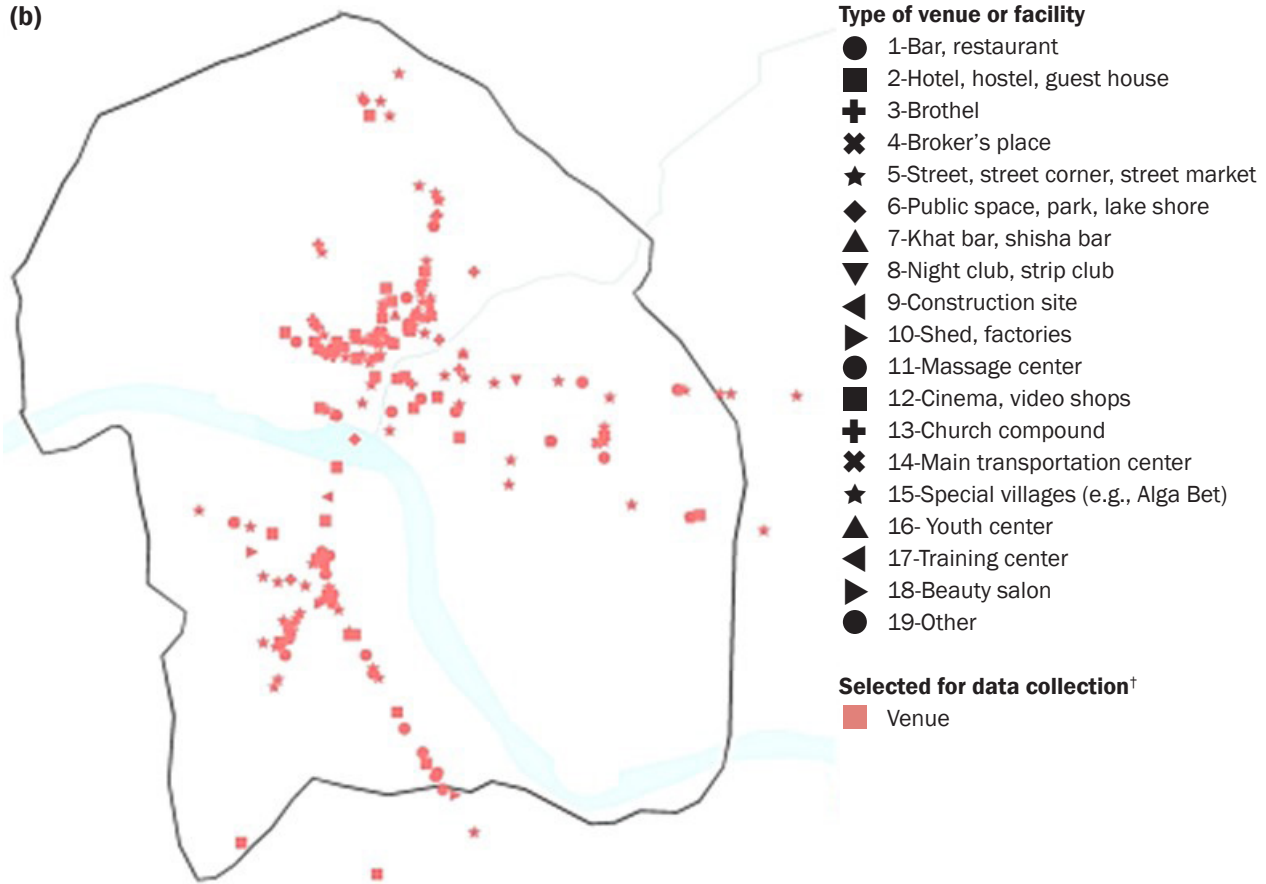 (b)
Type of venue or facility
1-Bar, restaurant
2-Hotel, hostel, guest house
3-Brothel
4-Broker's place
5-Street, street corner, street market
6-Public space, park, lake shore
7-Khat bar, shisha bar
8-Night club, strip club
9-Construction site
10-Shed, factories
11-Massage center
12-Cinema, video shops
13-Church compound
14-Main transportation center
15-Special villages (e.g., Alga Bet)
16- Youth center
17-Training center
18-Beauty salon
19-Other
Selected for data collection†
Venue